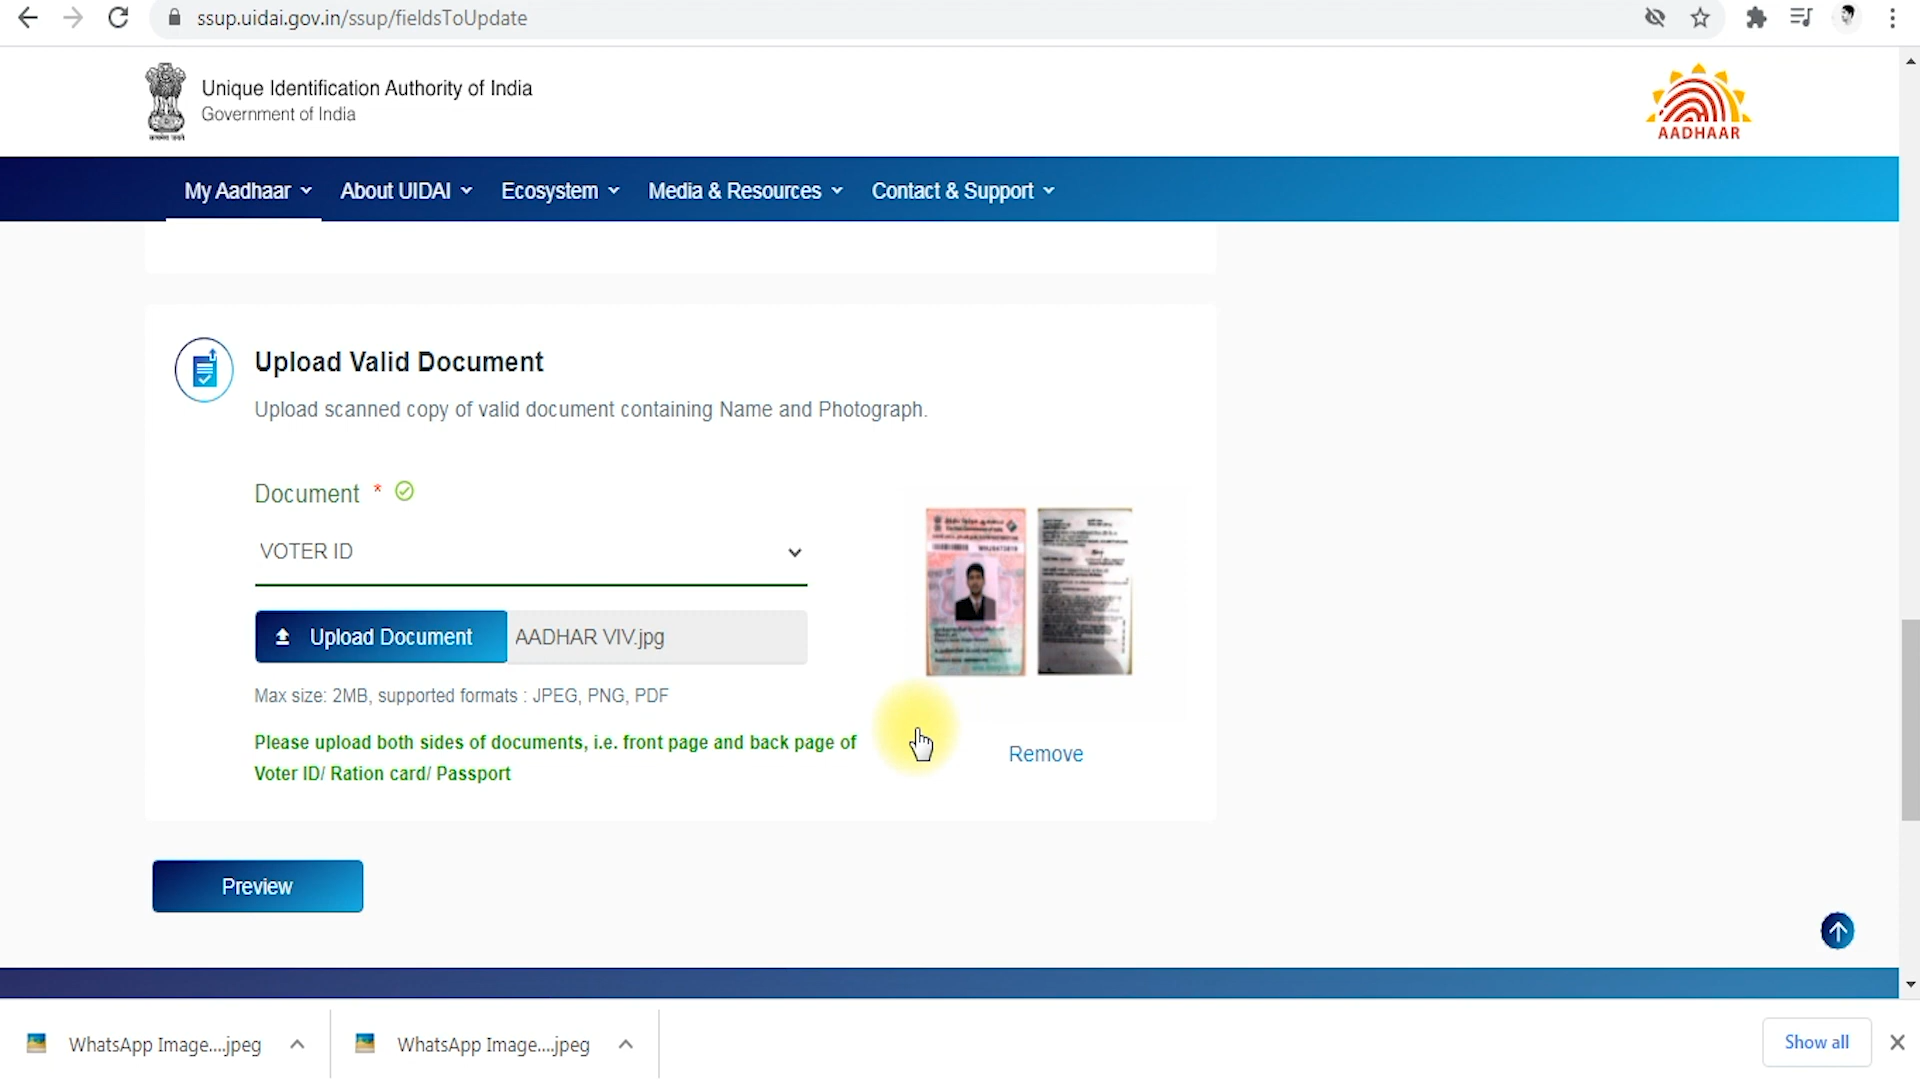 ssup.uidai.gov.in/ssup/fieldsToUpdate
Unique Identification Authority of India
Government of India
AADHAAR
My Aadhaar
About UIDAI
Ecosystem
Media & Resources
Contact & Support
Upload Valid Document
Upload scanned copy of valid document containing Name and Photograph.
Document *
VOTER ID
Upload Document
AADHAR VIV.jpg
Max size: 2MB, supported formats : JPEG, PNG, PDF
Please upload both sides of documents, i.e. front page and back page of
Voter ID/ Ration card/ Passport
Remove
Preview
WhatsApp Image....jpeg
WhatsApp Image....jpeg
Show all